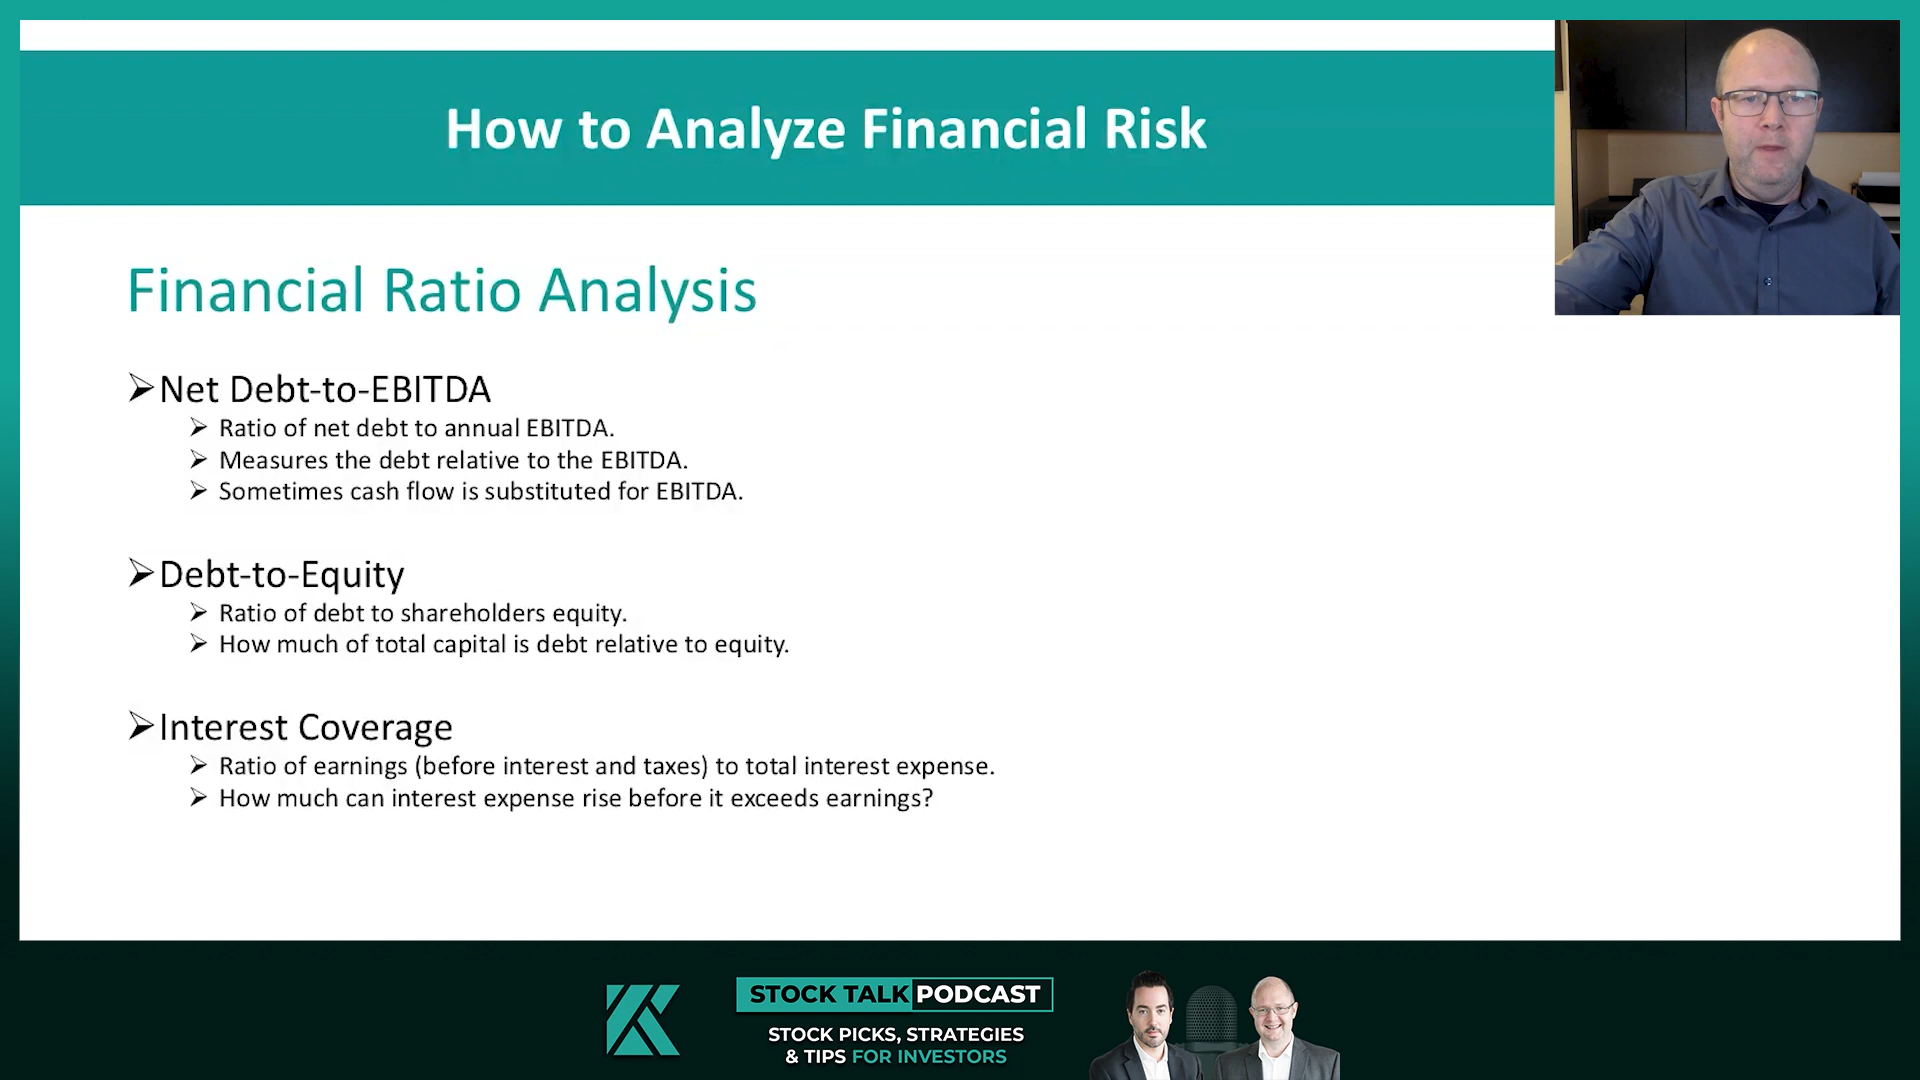 How to Analyze Financial Risk
Financial Ratio Analysis
➢Net Debt-to-EBITDA
➢ Ratio of net debt to annual EBITDA.
➢ Measures the debt relative to the EBITDA.
➢ Sometimes cash flow is substituted for EBITDA.
➢Debt-to-Equity
➢ Ratio of debt to shareholders equity.
➢ How much of total capital is debt relative to equity.
➢Interest Coverage
➢ Ratio of earnings (before interest and taxes) to total interest expense.
➢ How much can interest expense rise before it exceeds earnings?
STOCK TALK PODCAST
STOCK PICKS, STRATEGIES
& TIPS FOR INVESTORS